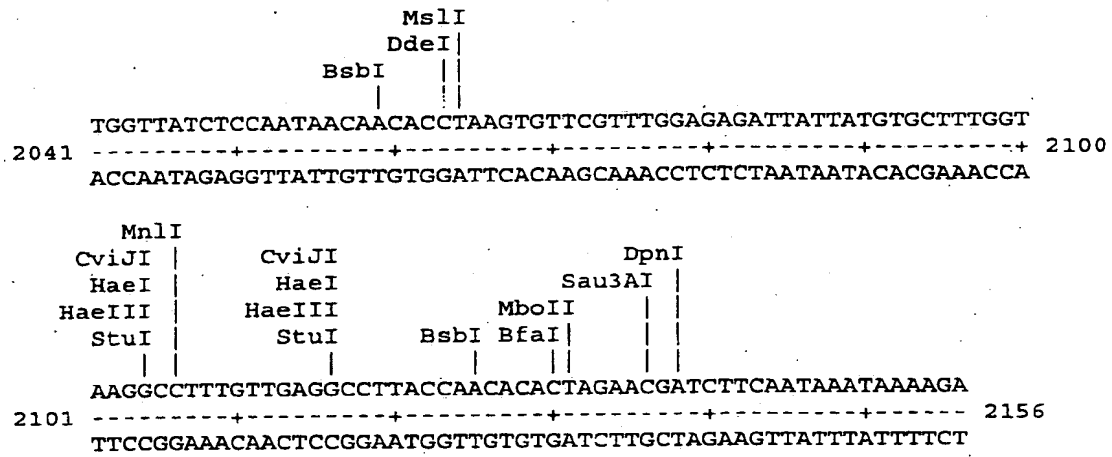 MslI
DdeI
BsbI
TGGTTATCTCCAATAACAACACCTAAGTGTTCGTTTGGAGAGATTATTATGTGCTTTGGT
2041 ---------+---------+---------+---------+---------+---------+ 2100
ACCAATAGAGGTTATTGTTGTGGATTCACAAGCAAACCTCTCTAATAATACACGAAACCA
MnlI
CviJI CviJI DpnI
HaeI HaeI Sau3AI
HaeIII HaeIII MboII
StuI StuI BsbI BfaI
AAGGCCTTTGTTGAGGCCTTACCAACACACTAGAACGATCTTCAATAAATAAAAGA
2101 ---------+---------+---------+---------+---------+------ 2156
TTCCGGAAACAACTCCGGAATGGTTGTGTGATCTTGCTAGAAGTTATTTATTTTCT